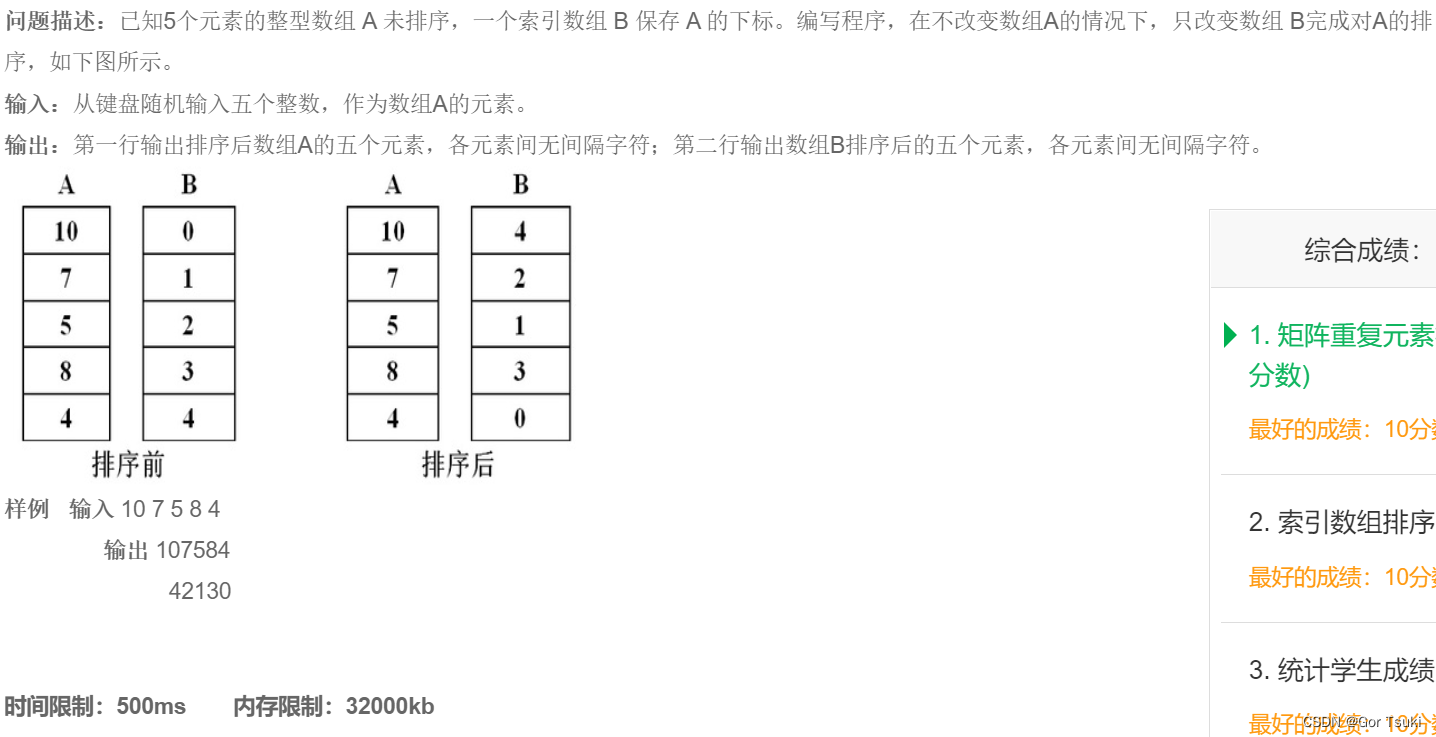 问题描述：已知5个元素的整型数组 A 未排序，一个索引数组 B 保存 A 的下标。编写程序，在不改变数组A的情况下，只改变数组 B完成对A的排
序，如下图所示。
输入：从键盘随机输入五个整数，作为数组A的元素。
输出：第一行输出排序后数组A的五个元素，各元素间无间隔字符；第二行输出数组B排序后的五个元素，各元素间无间隔字符。
A B A B
10 0 10 4
7 1 7 2
5 2 5 1
8 3 8 3
4 4 4 0
排序前 排序后
样例 输入 10 7 5 8 4
输出 107584
42130
时间限制：500ms 内存限制：32000kb
综合成绩：
1. 矩阵重复元素
分数)
最好的成绩：10分
2. 索引数组排序
最好的成绩：10分
3. 统计学生成绩
最好的成绩：10分
CSDN @Gor Tsuki